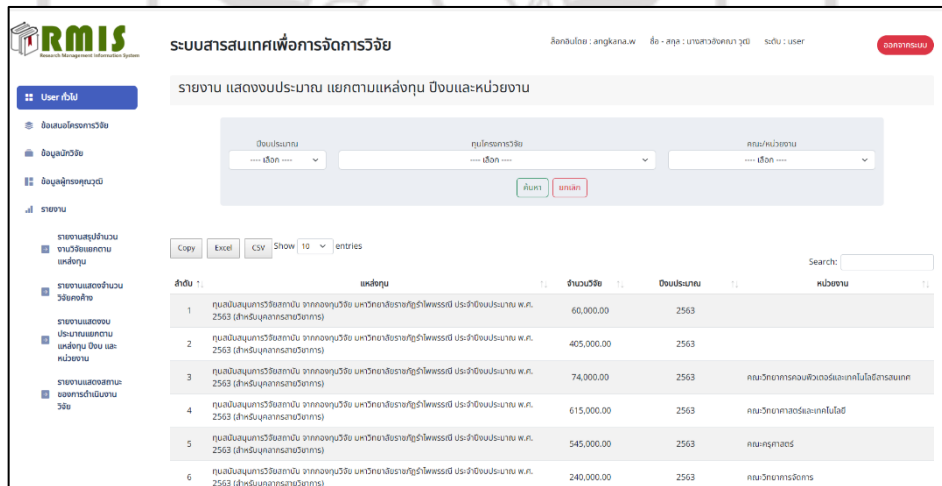 RMIS
Research Management Information System
ระบบสารสนเทศเพื่อการจัดการวิจัย
ล็อกอินโดย : angkana.w ชื่อ - สกุล : นางสาวอังคณา วุฒิ ระดับ : user
ออกจากระบบ
รายงาน แสดงงบประมาณ แยกตามแหล่งทุน ปีงบและหน่วยงาน
User ทั่วไป
ข้อเสนอโครงการวิจัย
ข้อมูลนักวิจัย
ข้อมูลผู้ทรงคุณวุฒิ
รายงาน
รายงานสรุปจำนวน
งานวิจัยแยกตาม
แหล่งทุน
รายงานแสดงจำนวน
วิจัยคงค้าง
รายงานแสดงงบ
ประมาณแยกตาม
แหล่งทุน ปีงบ และ
หน่วยงาน
รายงานแสดงสถานะ
ของการดำเนินงาน
วิจัย
ปีงบประมาณ ทุนโครงการวิจัย คณะ/หน่วยงาน
---- เลือก ---- ---- เลือก ---- ---- เลือก ----
ค้นหา ยกเลิก
Copy Excel CSV Show 10 entries
Search:
ลำดับ แหล่งทุน จำนวนวิจัย ปีงบประมาณ หน่วยงาน
1 ทุนสนับสนุนการวิจัยสถาบัน จากกองทุนวิจัย มหาวิทยาลัยราชภัฏรำไพพรรณี ประจำปีงบประมาณ พ.ศ. 60,000.00 2563
2563 (สำหรับบุคลากรสายวิชาการ)
2 ทุนสนับสนุนการวิจัยสถาบัน จากกองทุนวิจัย มหาวิทยาลัยราชภัฏรำไพพรรณี ประจำปีงบประมาณ พ.ศ. 405,000.00 2563
2563 (สำหรับบุคลากรสายวิชาการ)
3 ทุนสนับสนุนการวิจัยสถาบัน จากกองทุนวิจัย มหาวิทยาลัยราชภัฏรำไพพรรณี ประจำปีงบประมาณ พ.ศ. 74,000.00 2563 คณะวิทยาการคอมพิวเตอร์และเทคโนโลยีสารสนเทศ
2563 (สำหรับบุคลากรสายวิชาการ)
4 ทุนสนับสนุนการวิจัยสถาบัน จากกองทุนวิจัย มหาวิทยาลัยราชภัฏรำไพพรรณี ประจำปีงบประมาณ พ.ศ. 615,000.00 2563 คณะวิทยาศาสตร์และเทคโนโลยี
2563 (สำหรับบุคลากรสายวิชาการ)
5 ทุนสนับสนุนการวิจัยสถาบัน จากกองทุนวิจัย มหาวิทยาลัยราชภัฏรำไพพรรณี ประจำปีงบประมาณ พ.ศ. 545,000.00 2563 คณะครุศาสตร์
2563 (สำหรับบุคลากรสายวิชาการ)
6 ทุนสนับสนุนการวิจัยสถาบัน จากกองทุนวิจัย มหาวิทยาลัยราชภัฏรำไพพรรณี ประจำปีงบประมาณ พ.ศ. 240,000.00 2563 คณะวิทยาการจัดการ
2563 (สำหรับบุคลากรสายวิชาการ)